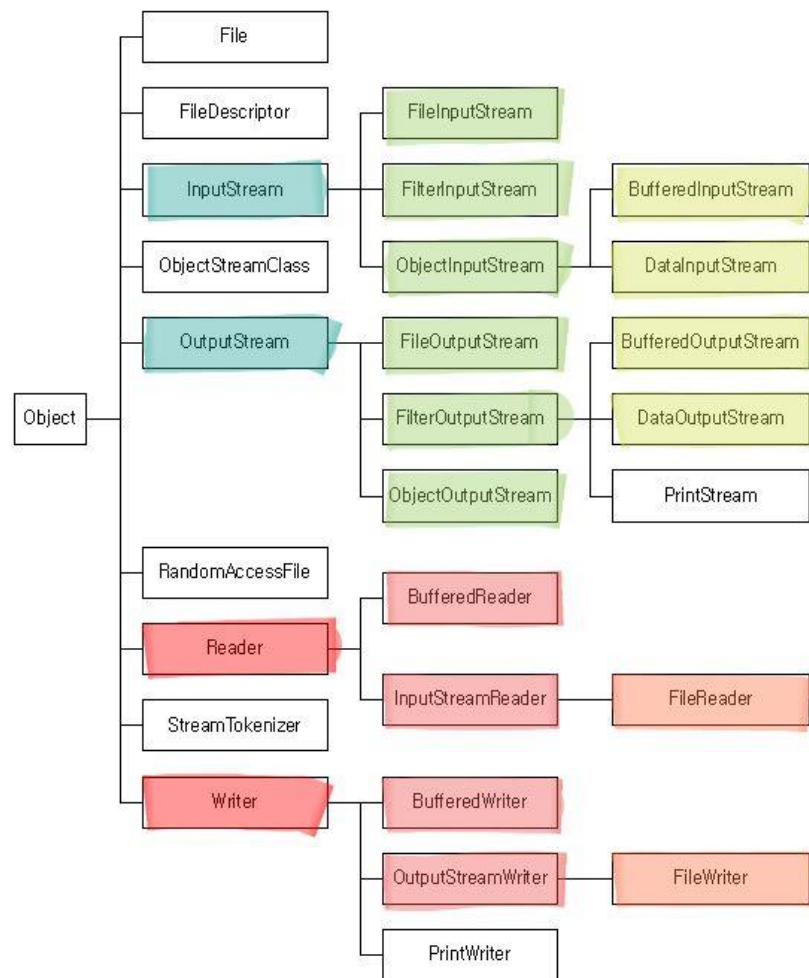 File
FileDescriptor
FileInputStream
InputStream
FilterInputStream
BufferedInputStream
ObjectStreamClass
ObjectInputStream
DataInputStream
OutputStream
FileOutputStream
BufferedOutputStream
Object
FilterOutputStream
DataOutputStream
ObjectOutputStream
PrintStream
RandomAccessFile
BufferedReader
Reader
InputStreamReader
FileReader
StreamTokenizer
Writer
BufferedWriter
OutputStreamWriter
FileWriter
PrintWriter